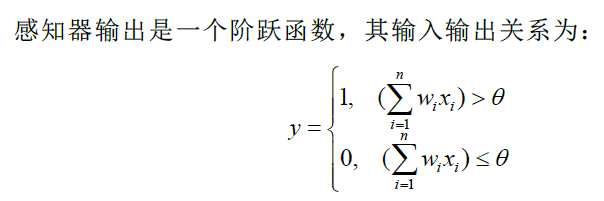 感知器输出是一个阶跃函数，其输入输出关系为：
y = { 1, (∑_{i=1}^{n} w_i x_i) > θ
0, (∑_{i=1}^{n} w_i x_i) ≤ θ